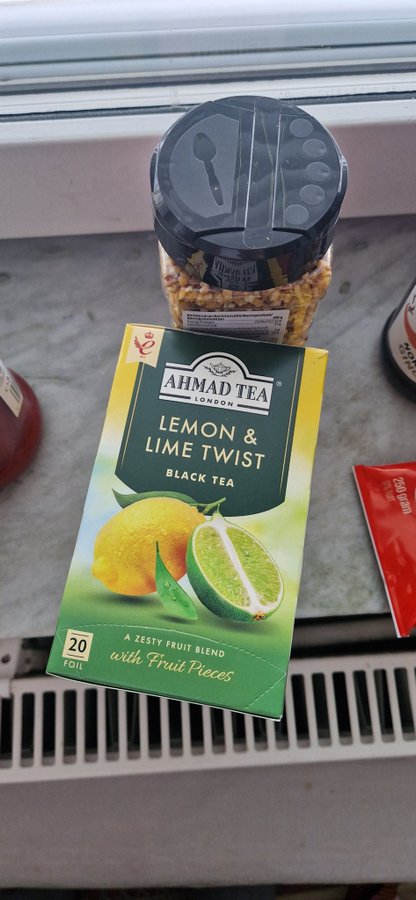 AHMAD TEA
LONDON
LEMON &
LIME TWIST
BLACK TEA
A ZESTY FRUIT BLEND
with Fruit Pieces
20
FOIL
250 gram